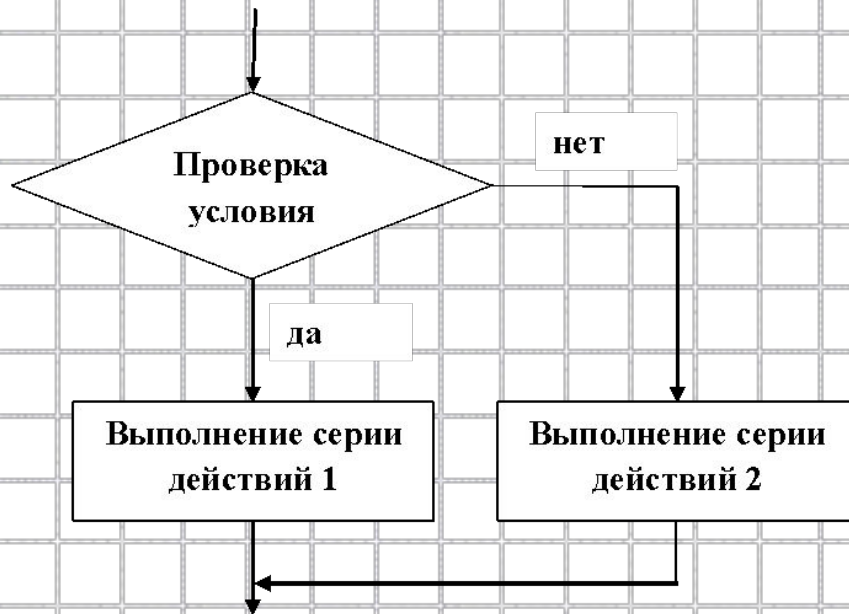 Проверка
условия
нет
да
Выполнение серии
действий 1
Выполнение серии
действий 2